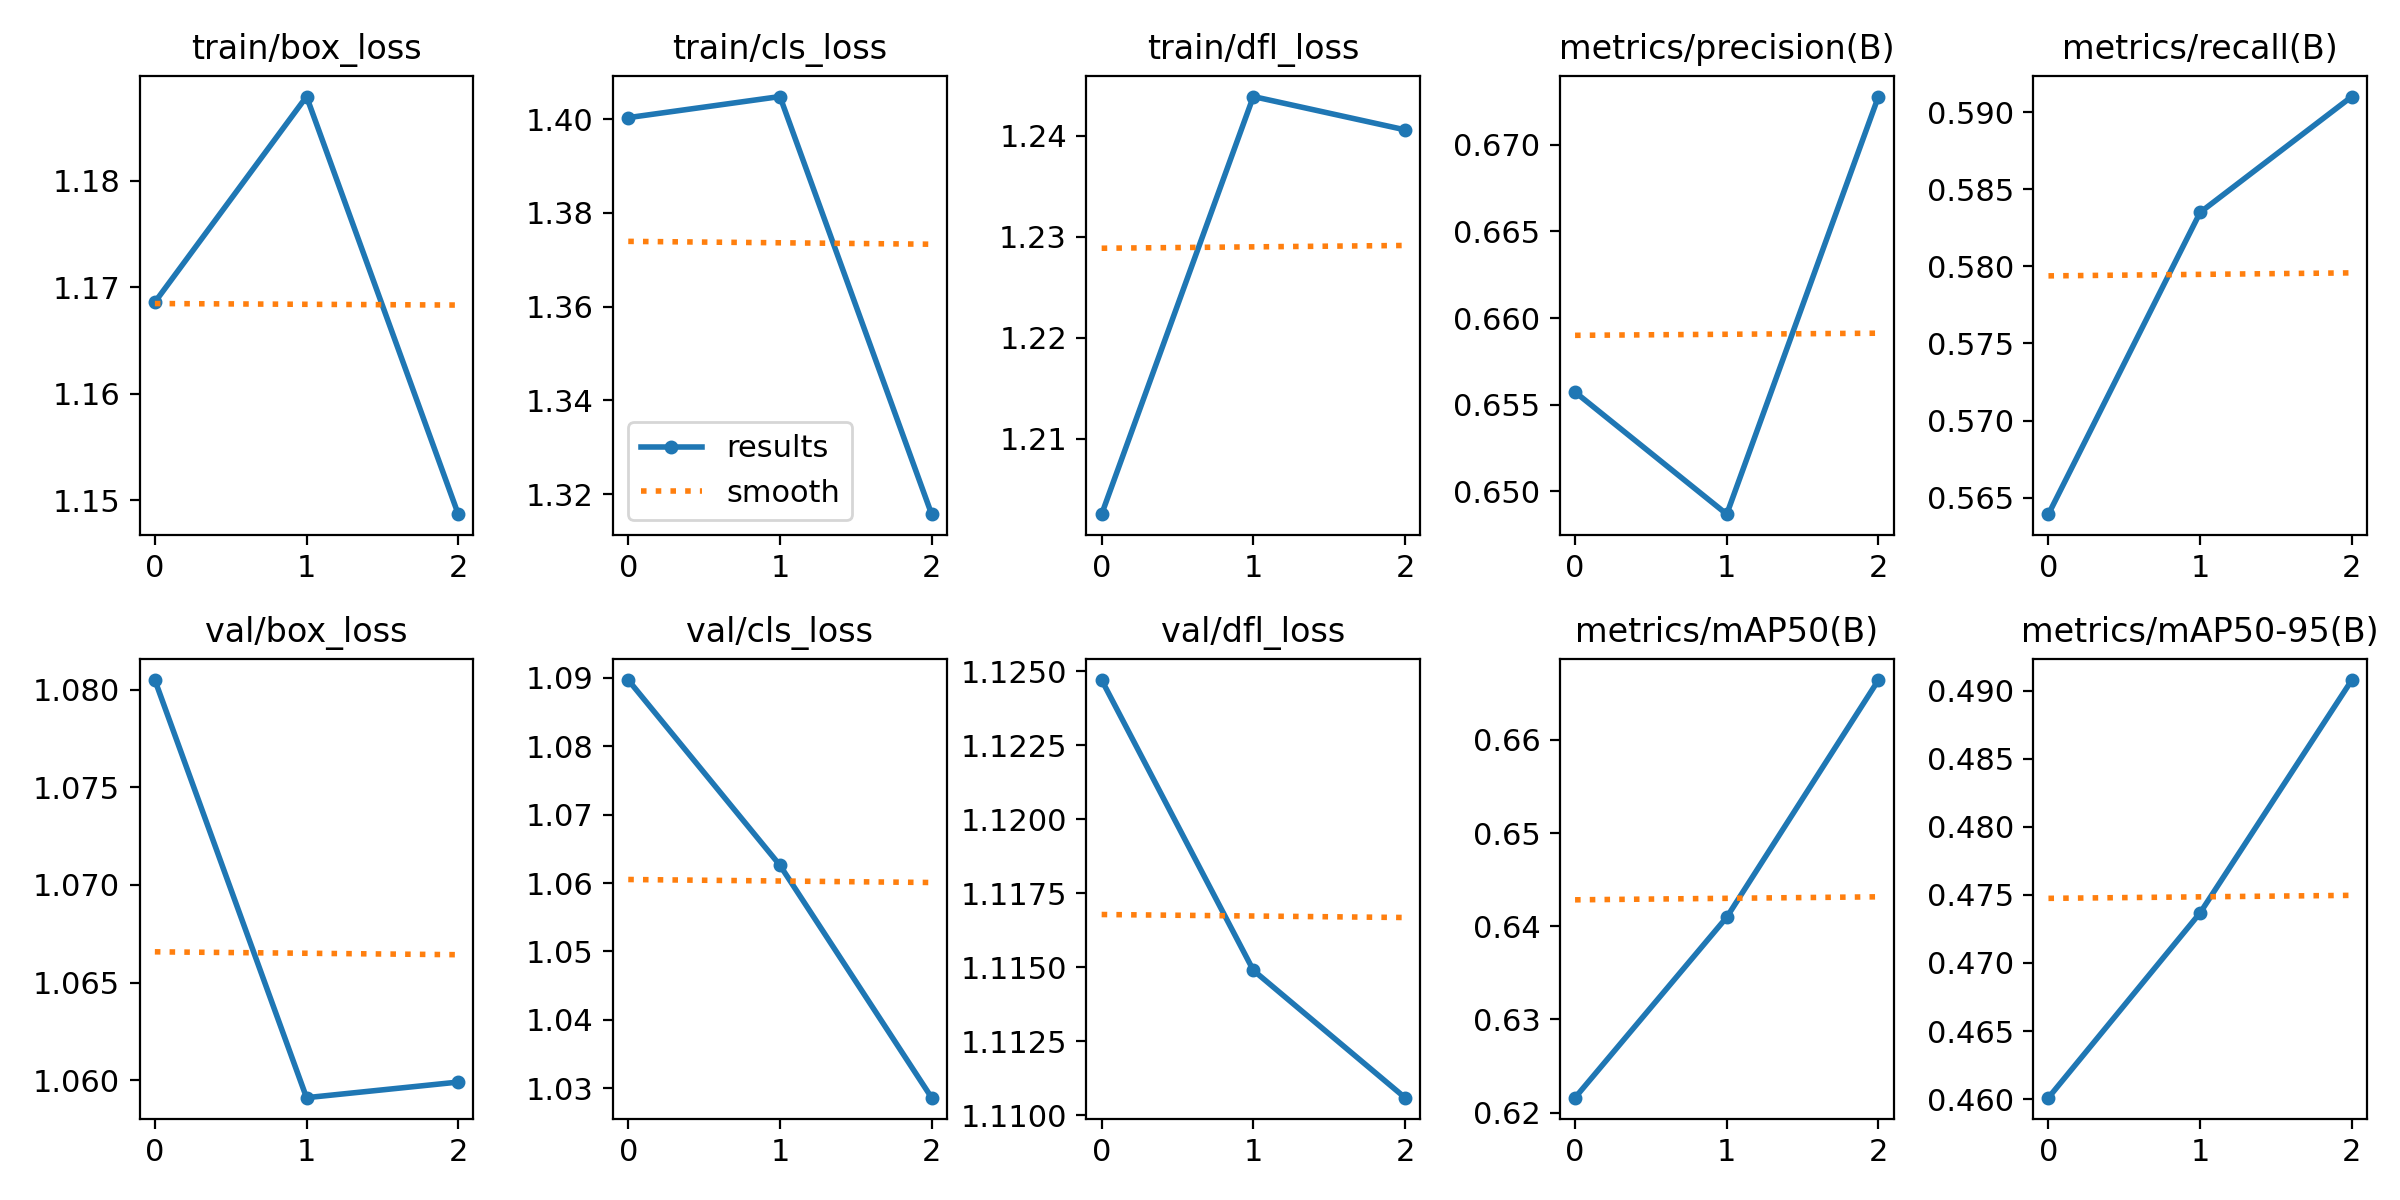 train/box_loss
1.18
1.17
1.16
1.15
0 1 2
train/cls_loss
1.40
1.38
1.36
1.34
1.32
results
smooth
0 1 2
train/dfl_loss
1.24
1.23
1.22
1.21
0 1 2
metrics/precision(B)
0.670
0.665
0.660
0.655
0.650
0 1 2
metrics/recall(B)
0.590
0.585
0.580
0.575
0.570
0.565
0 1 2
val/box_loss
1.080
1.075
1.070
1.065
1.060
0 1 2
val/cls_loss
1.09
1.08
1.07
1.06
1.05
1.04
1.03
0 1 2
val/dfl_loss
1.1250
1.1225
1.1200
1.1175
1.1150
1.1125
1.1100
0 1 2
metrics/mAP50(B)
0.66
0.65
0.64
0.63
0.62
0 1 2
metrics/mAP50-95(B)
0.490
0.485
0.480
0.475
0.470
0.465
0.460
0 1 2